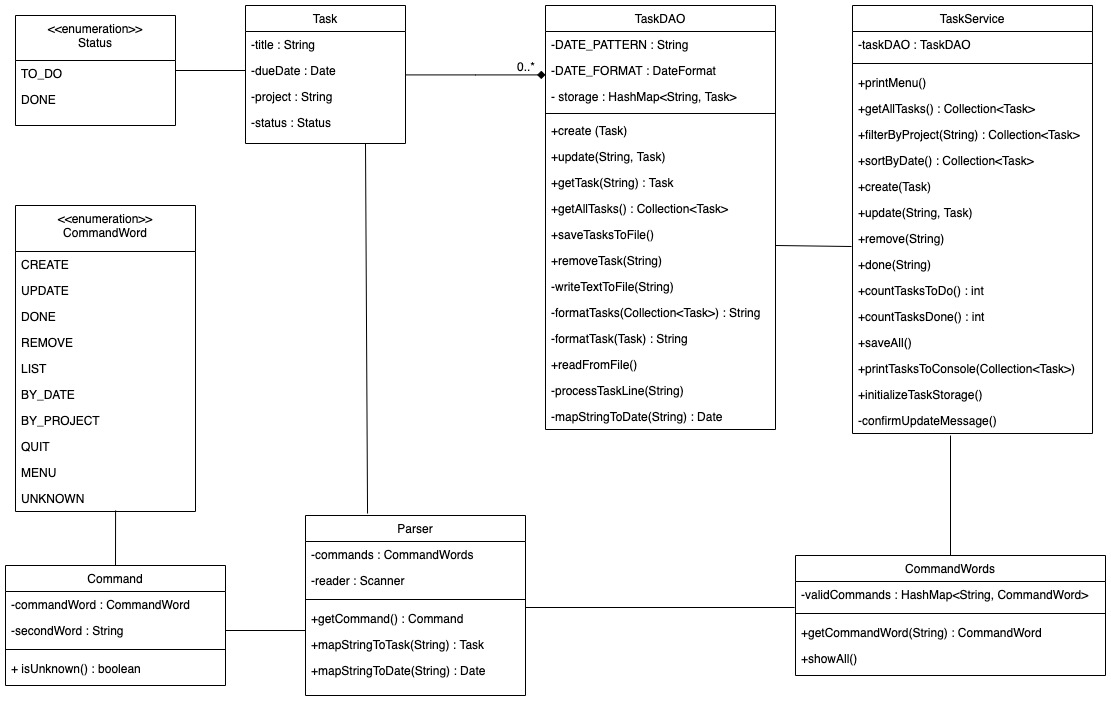 <<enumeration>>
Status
TO_DO
DONE
Task
-title : String
-dueDate : Date
-project : String
-status : Status
0..*
TaskDAO
-DATE_PATTERN : String
-DATE_FORMAT : DateFormat
- storage : HashMap<String, Task>
+create (Task)
+update(String, Task)
+getTask(String) : Task
+getAllTasks() : Collection<Task>
+saveTasksToFile()
+removeTask(String)
-writeTextToFile(String)
-formatTasks(Collection<Task>) : String
-formatTask(Task) : String
+readFromFile()
-processTaskLine(String)
-mapStringToDate(String) : Date
TaskService
-taskDAO : TaskDAO
+printMenu()
+getAllTasks() : Collection<Task>
+filterByProject(String) : Collection<Task>
+sortByDate() : Collection<Task>
+create(Task)
+update(String, Task)
+remove(String)
+done(String)
+countTasksToDo() : int
+countTasksDone() : int
+saveAll()
+printTasksToConsole(Collection<Task>)
+initializeTaskStorage()
-confirmUpdateMessage()
<<enumeration>>
CommandWord
CREATE
UPDATE
DONE
REMOVE
LIST
BY_DATE
BY_PROJECT
QUIT
MENU
UNKNOWN
Command
-commandWord : CommandWord
-secondWord : String
+ isUnknown() : boolean
Parser
-commands : CommandWords
-reader : Scanner
+getCommand() : Command
+mapStringToTask(String) : Task
+mapStringToDate(String) : Date
CommandWords
-validCommands : HashMap<String, CommandWord>
+getCommandWord(String) : CommandWord
+showAll()